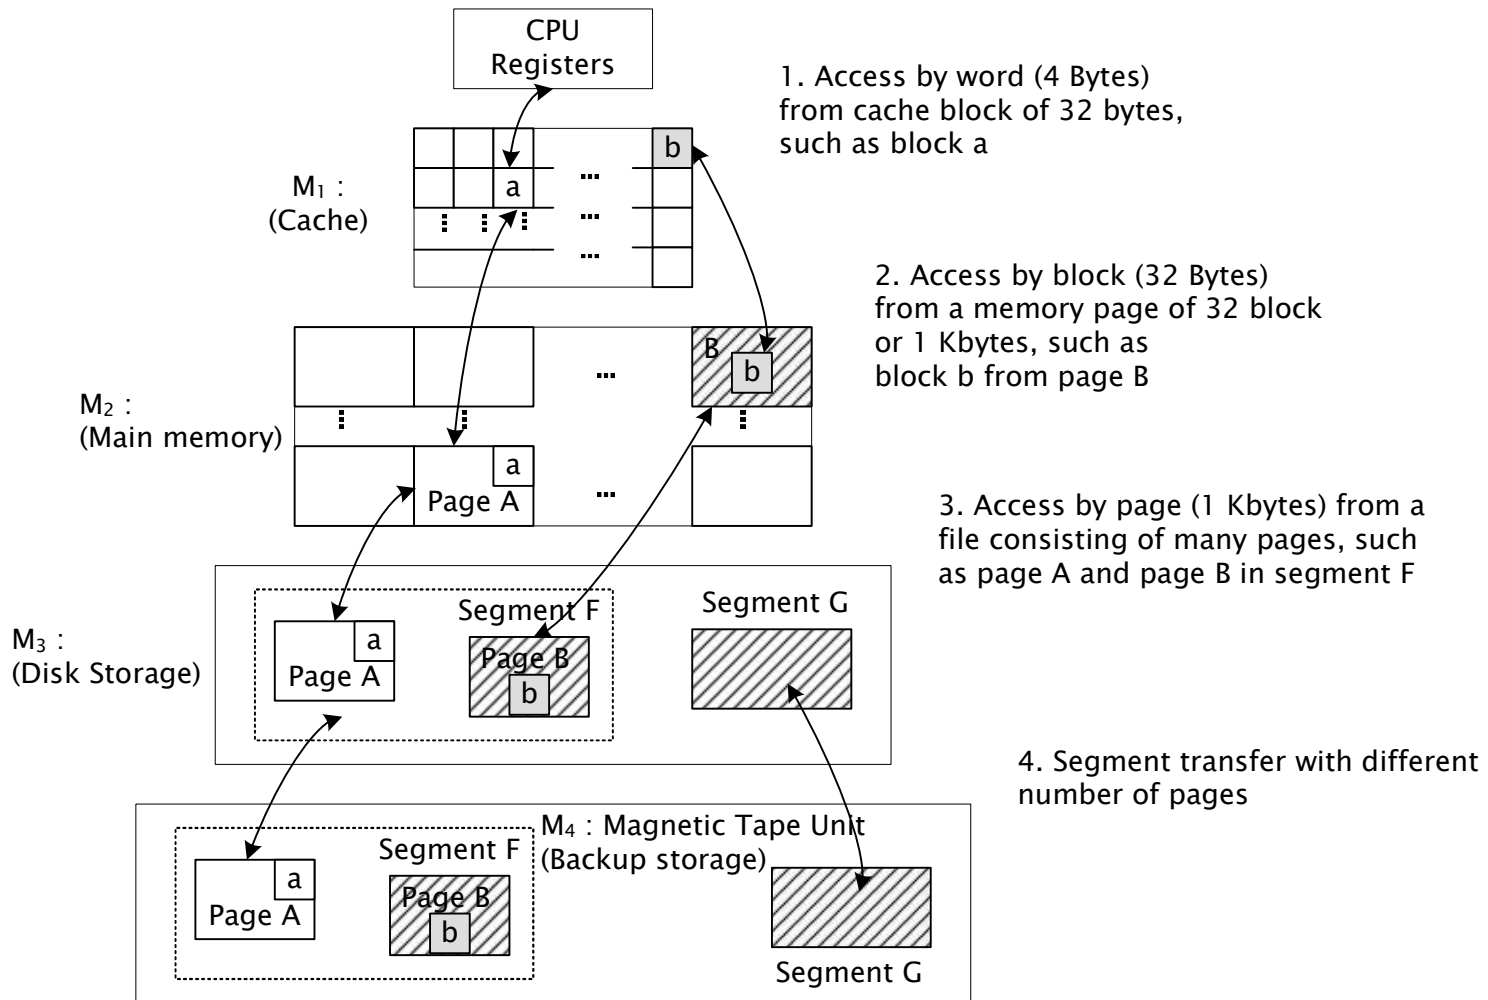 CPU
Registers
1. Access by word (4 Bytes)
from cache block of 32 bytes,
such as block a
b
...
M₁ :
(Cache)
a
...
...
...
...
...
2. Access by block (32 Bytes)
from a memory page of 32 block
or 1 Kbytes, such as
block b from page B
B
b
...
M₂ :
(Main memory)
...
...
...
a
Page A
...
3. Access by page (1 Kbytes) from a
file consisting of many pages, such
as page A and page B in segment F
M₃ :
(Disk Storage)
Segment F
Segment G
a
Page A
Page B
b
4. Segment transfer with different
number of pages
M₄ : Magnetic Tape Unit
(Backup storage)
Segment F
a
Page A
Page B
b
Segment G